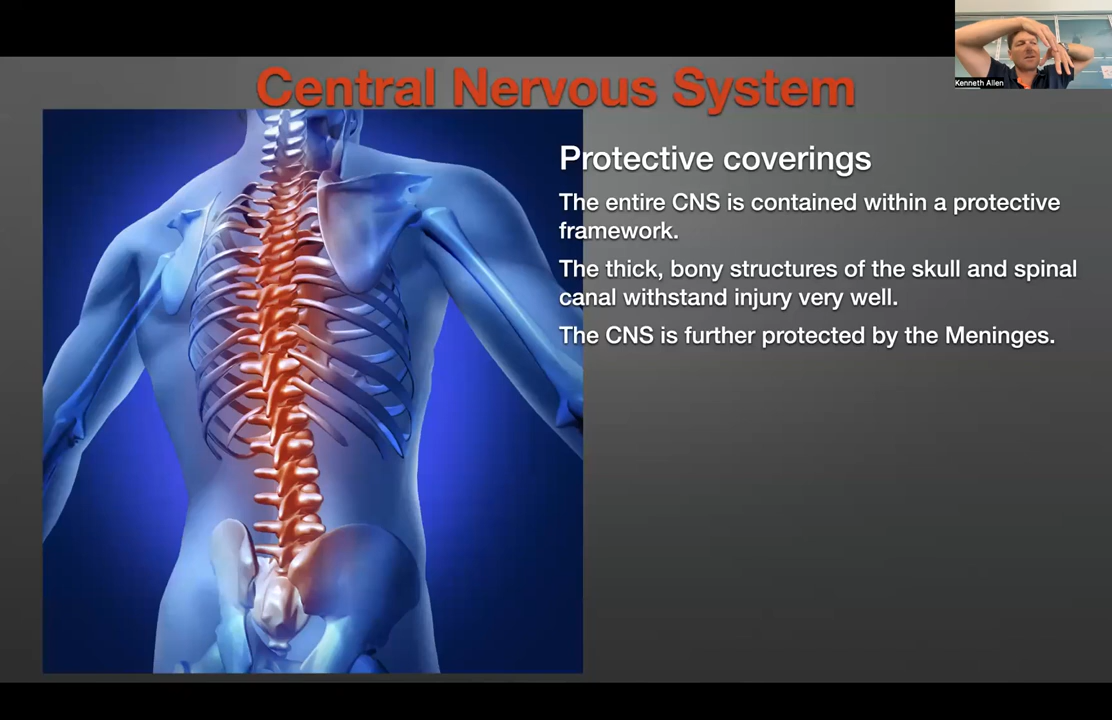 Central Nervous System
Kenneth Allen
Protective coverings
The entire CNS is contained within a protective
framework.
The thick, bony structures of the skull and spinal
canal withstand injury very well.
The CNS is further protected by the Meninges.